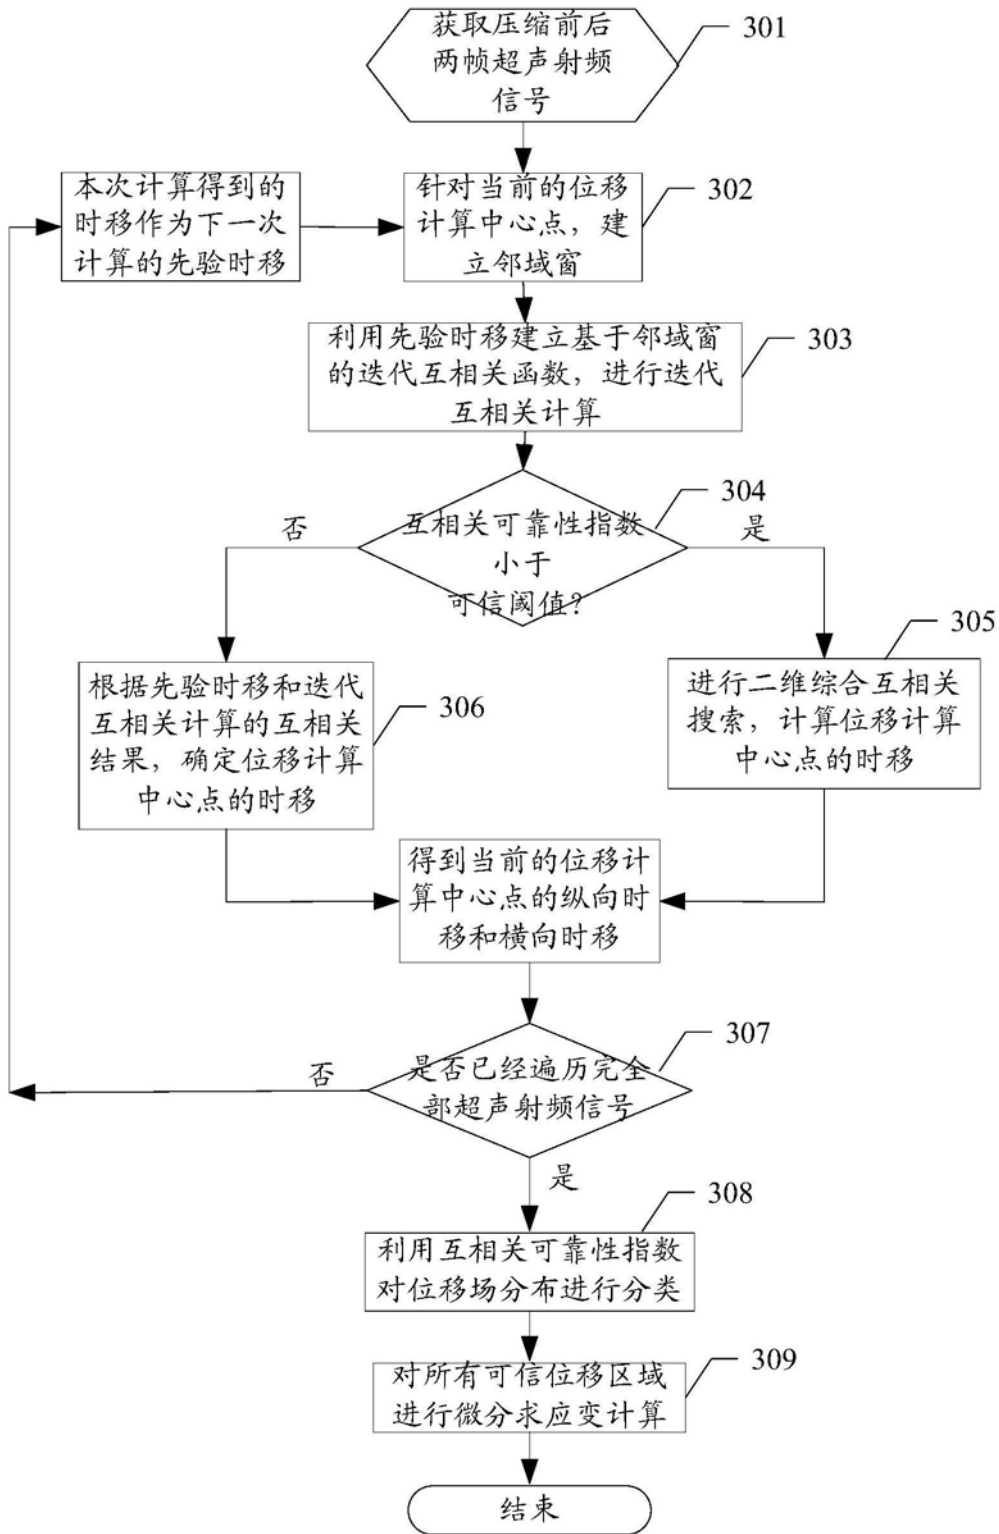 获取压缩前后
两帧超声射频
信号
301
本次计算得到的
时移作为下一次
计算的先验时移
针对当前的位移
计算中心点，建
立邻域窗
302
利用先验时移建立基于邻域窗
的迭代互相关函数，进行迭代
互相关计算
303
304
否
互相关可靠性指数
小于
可信阈值？
是
305
根据先验时移和迭代
互相关计算的互相关
结果，确定位移计算
中心点的时移
306
进行二维综合互相关
搜索，计算位移计算
中心点的时移
得到当前的位移计
算中心点的纵向时
移和横向时移
307
否
是否已经遍历完全
部超声射频信号
是
308
利用互相关可靠性指数
对位移场分布进行分类
309
对所有可信位移区域
进行微分求应变计算
结束